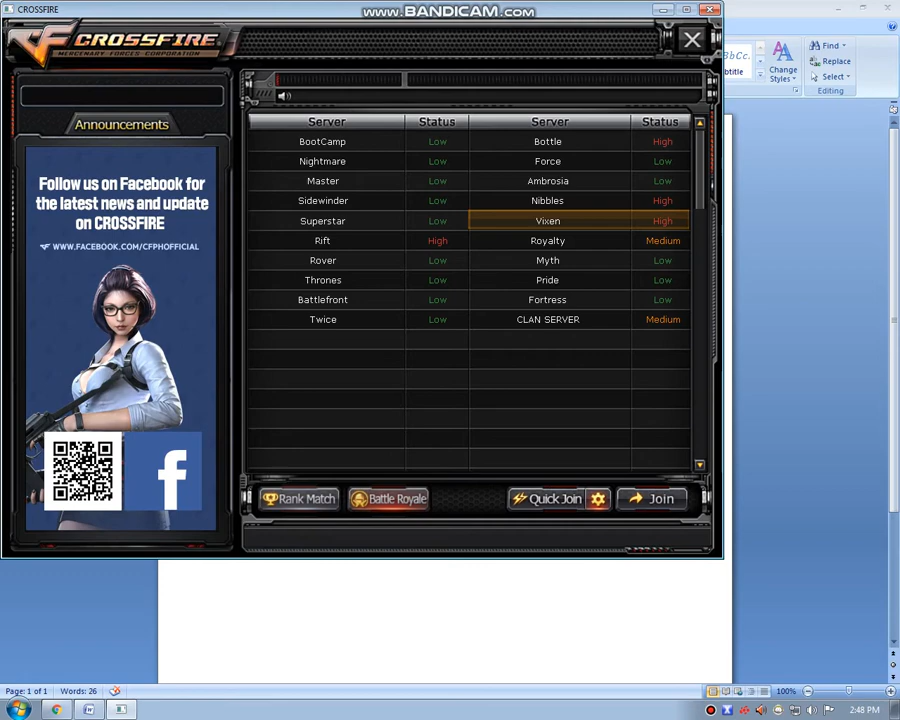 CROSSFIRE
WWW.BANDICAM.COM
CROSSFIRE
MERCENARY FORCES CORPORATION
Announcements
Follow us on Facebook for
the latest news and update
on CROSSFIRE
WWW.FACEBOOK.COM/CFPHOFFICIAL
f
Server Status Server Status
BootCamp Low Bottle High
Nightmare Low Force Low
Master Low Ambrosia Low
Sidewinder Low Nibbles High
Superstar Low Vixen High
Rift High Royalty Medium
Rover Low Myth Low
Thrones Low Pride Low
Battlefront Low Fortress Low
Twice Low CLAN SERVER Medium
Rank Match Battle Royale Quick Join Join
Find
Replace
Select
Change
Styles
Editing
Page: 1 of 1 Words: 26 100%
2:48 PM